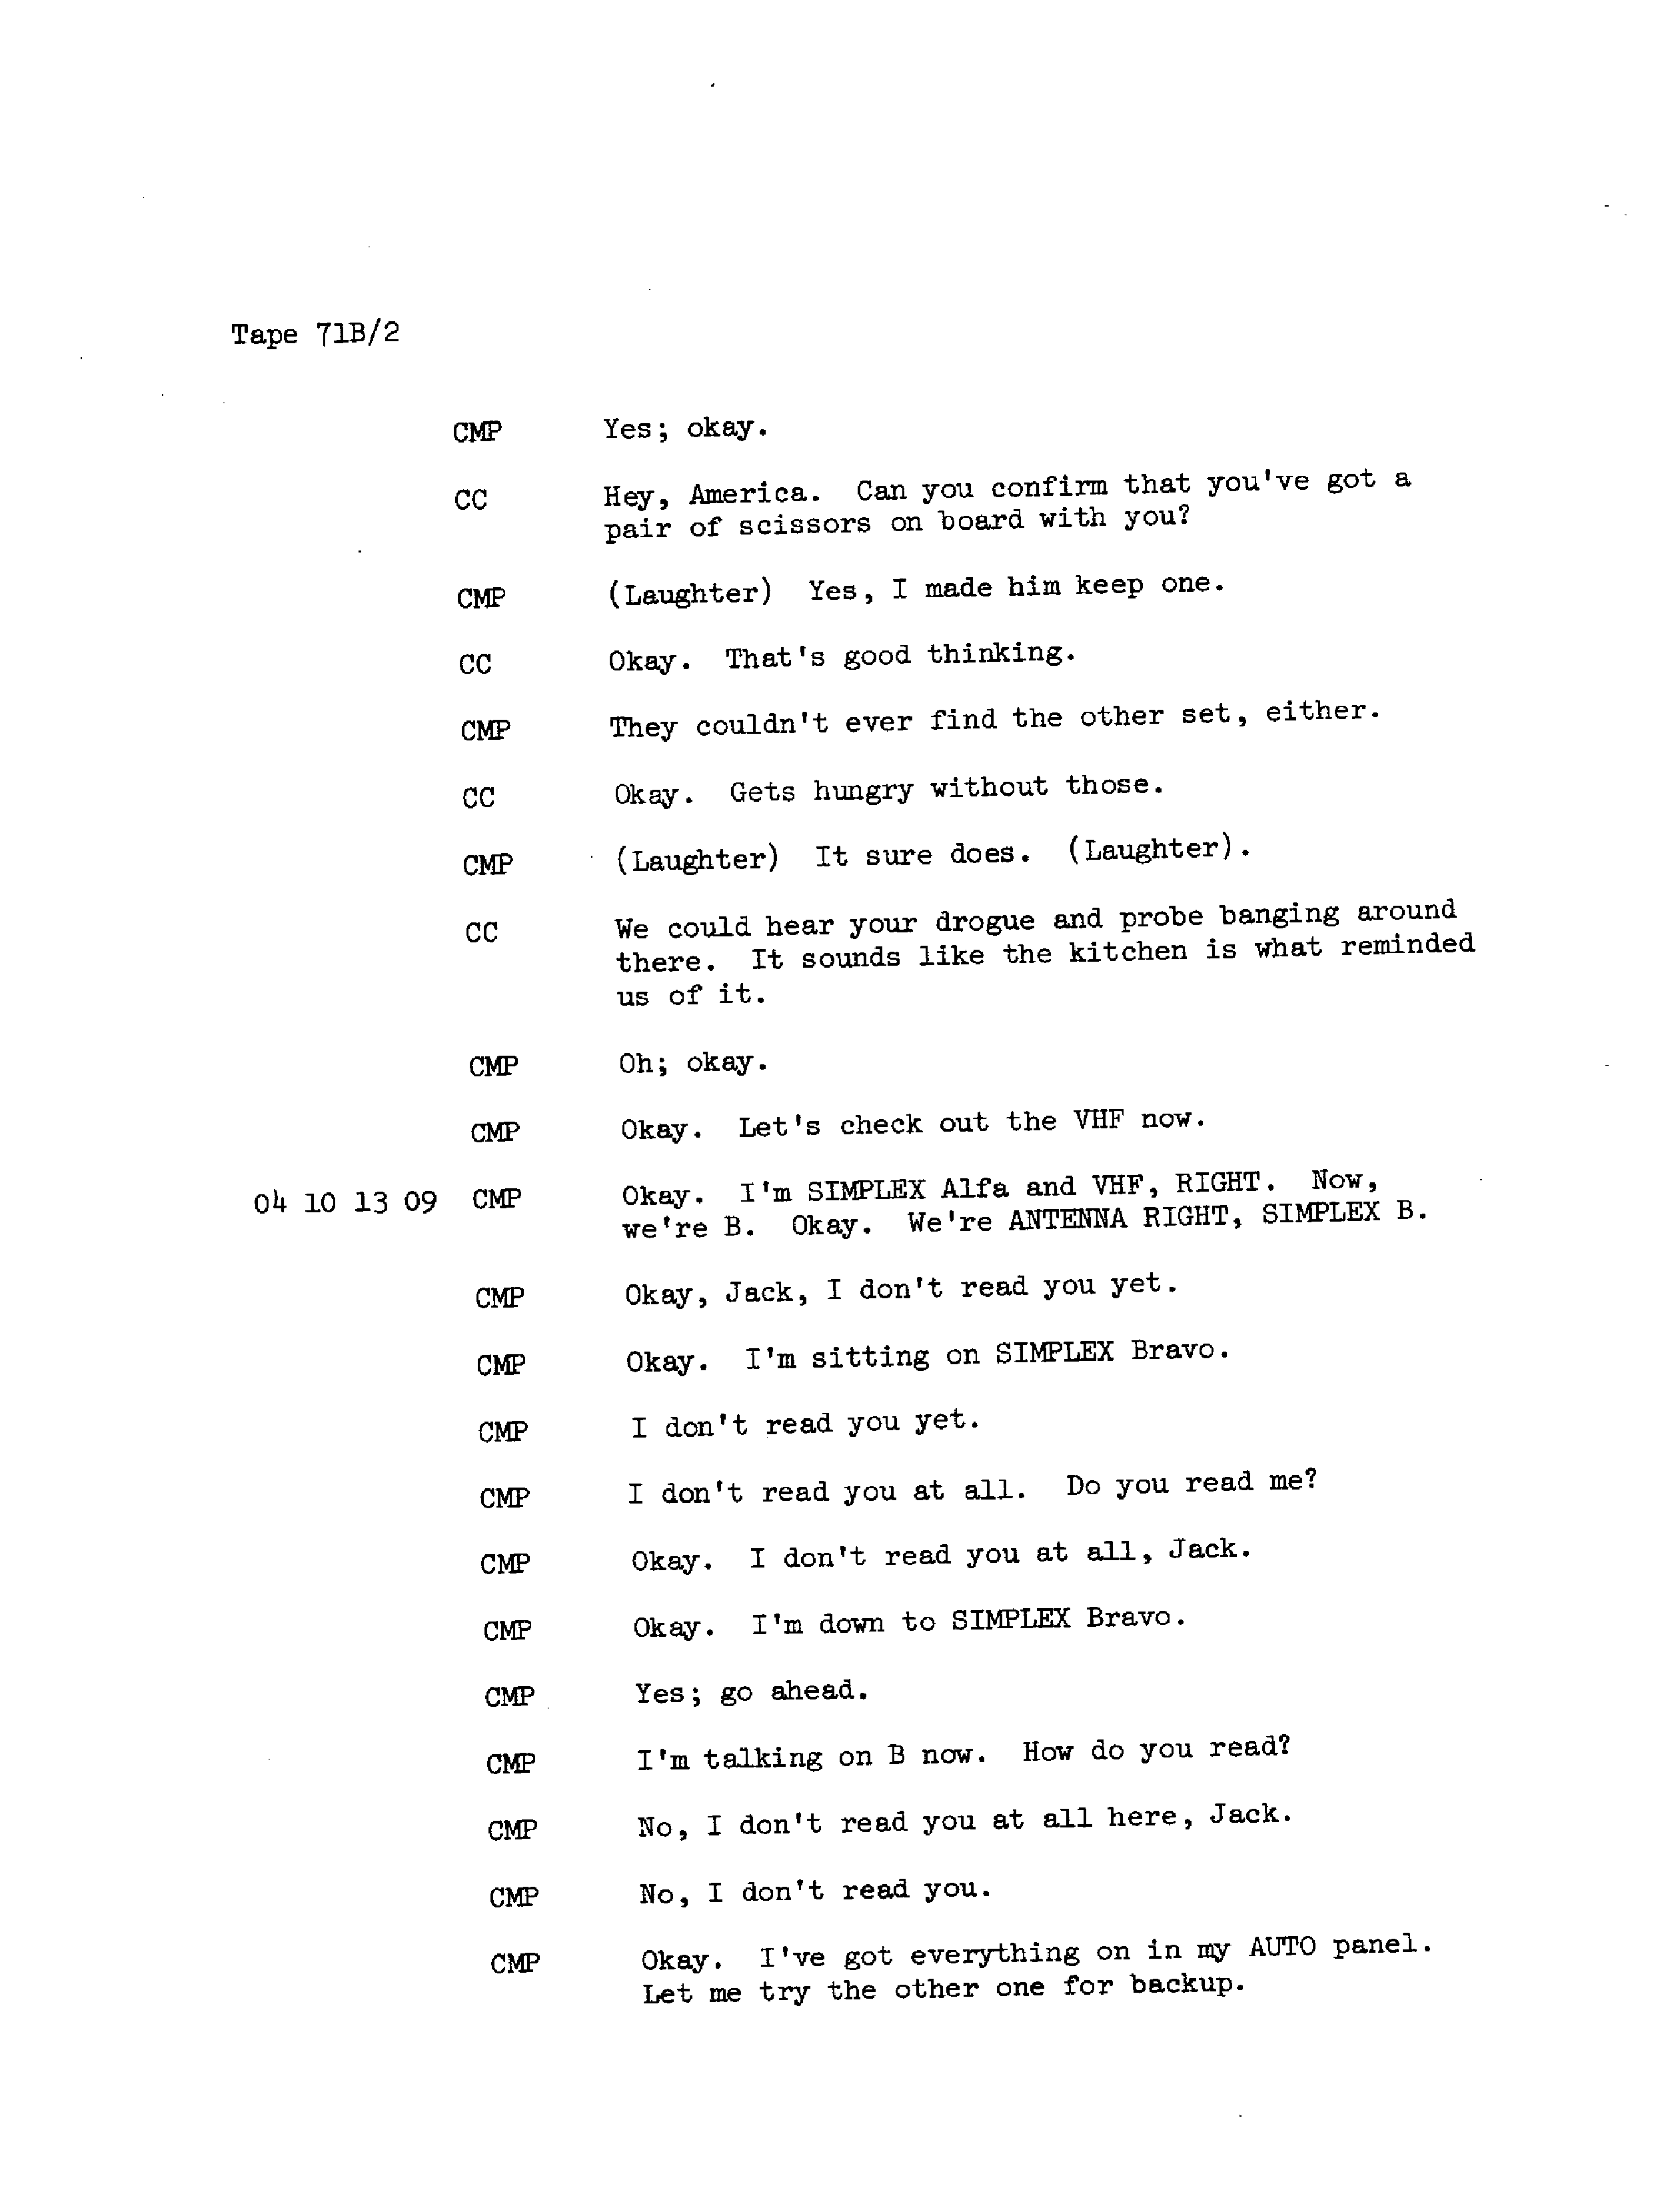 Tape 71B/2
CMP Yes; okay.
CC Hey, America. Can you confirm that you've got a
pair of scissors on board with you?
CMP (Laughter) Yes, I made him keep one.
CC Okay. That's good thinking.
CMP They couldn't ever find the other set, either.
CC Okay. Gets hungry without those.
CMP (Laughter) It sure does. (Laughter).
CC We could hear your drogue and probe banging around
there. It sounds like the kitchen is what reminded
us of it.
CMP Oh; okay.
CMP Okay. Let's check out the VHF now.
04 10 13 09 CMP Okay. I'm SIMPLEX Alfa and VHF, RIGHT. Now,
we're B. Okay. We're ANTENNA RIGHT, SIMPLEX B.
CMP Okay, Jack, I don't read you yet.
CMP Okay. I'm sitting on SIMPLEX Bravo.
CMP I don't read you yet.
CMP I don't read you at all. Do you read me?
CMP Okay. I don't read you at all, Jack.
CMP Okay. I'm down to SIMPLEX Bravo.
CMP Yes; go ahead.
CMP I'm talking on B now. How do you read?
CMP No, I don't read you at all here, Jack.
CMP No, I don't read you.
CMP Okay. I've got everything on in my AUTO panel.
Let me try the other one for backup.